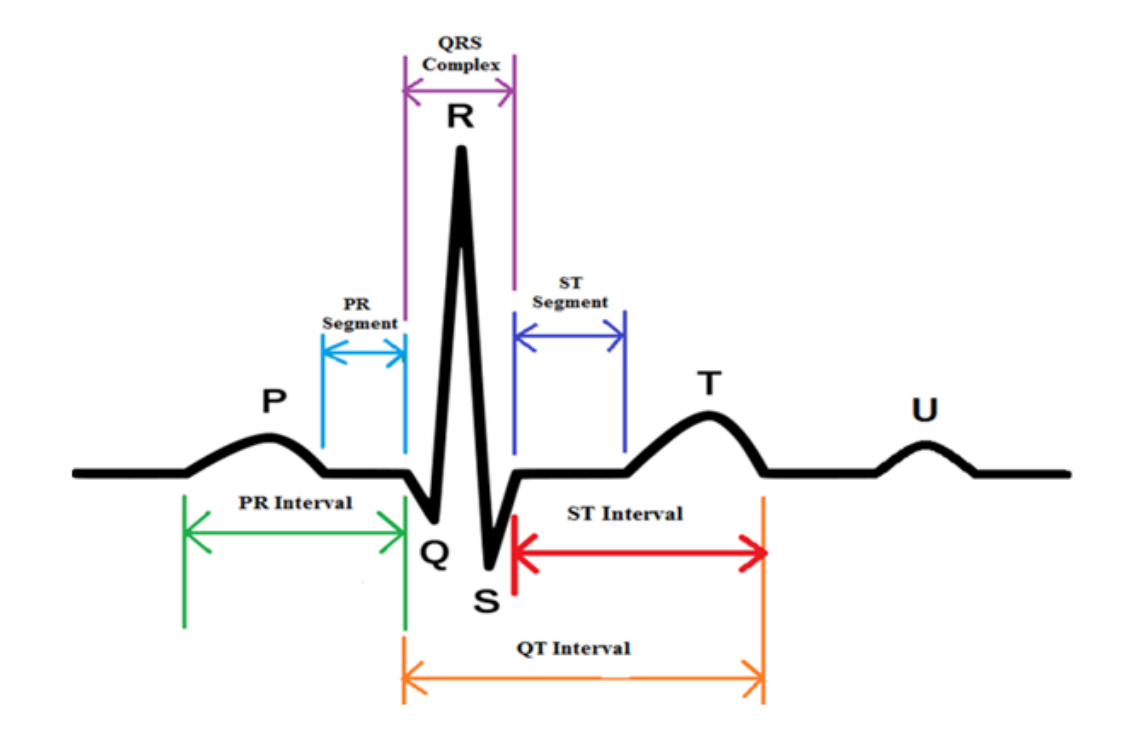 QRS
Complex
R
ST
Segment
PR
Segment
T
P
U
PR Interval
ST Interval
Q
S
QT Interval